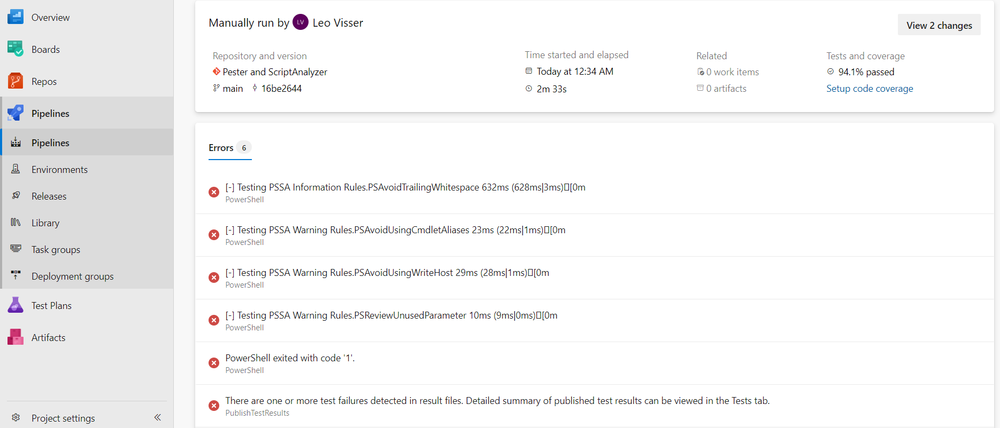 Overview
Boards
Repos
Pipelines
Pipelines
Environments
Releases
Library
Task groups
Deployment groups
Test Plans
Artifacts
Project settings
Manually run by LV Leo Visser
View 2 changes
Repository and version
Pester and ScriptAnalyzer
main 16be2644
Time started and elapsed
Today at 12:34 AM
2m 33s
Related
0 work items
0 artifacts
Tests and coverage
94.1% passed
Setup code coverage
Errors 6
[-] Testing PSSA Information Rules.PSAvoidTrailingWhitespace 632ms (628ms|3ms)▯[0m
PowerShell
[-] Testing PSSA Warning Rules.PSAvoidUsingCmdletAliases 23ms (22ms|1ms)▯[0m
PowerShell
[-] Testing PSSA Warning Rules.PSAvoidUsingWriteHost 29ms (28ms|1ms)▯[0m
PowerShell
[-] Testing PSSA Warning Rules.PSReviewUnusedParameter 10ms (9ms|0ms)▯[0m
PowerShell
PowerShell exited with code '1'.
PowerShell
There are one or more test failures detected in result files. Detailed summary of published test results can be viewed in the Tests tab.
PublishTestResults